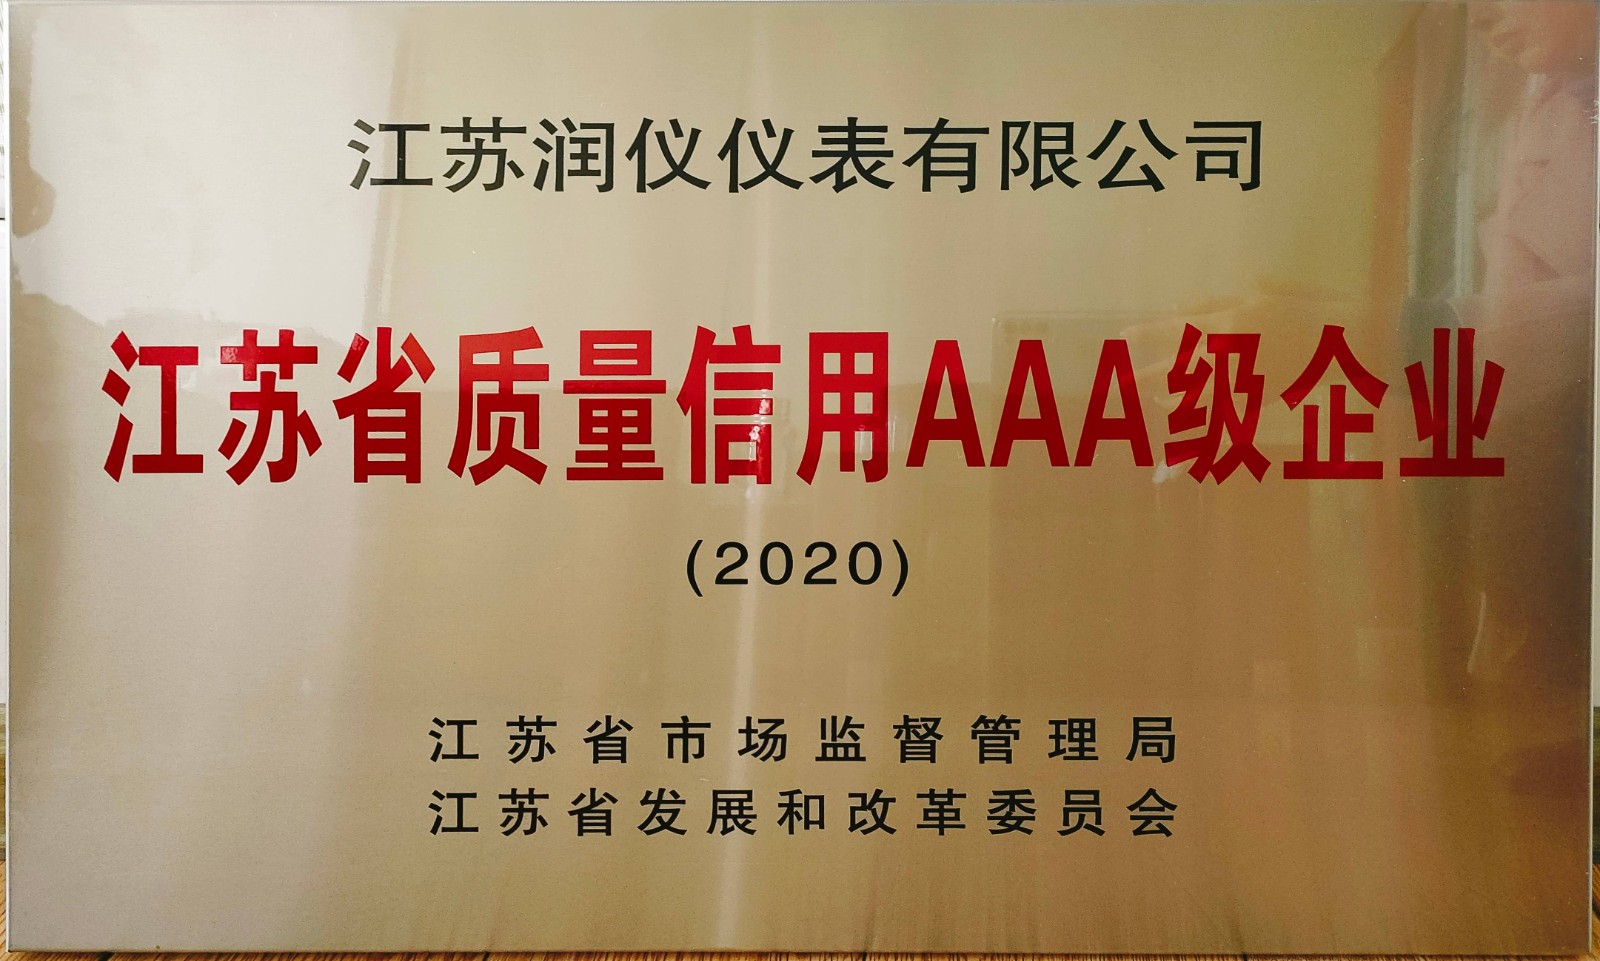 江苏润仪仪表有限公司
江苏省质量信用AAA级企业
(2020)
江苏省市场监督管理局
江苏省发展和改革委员会